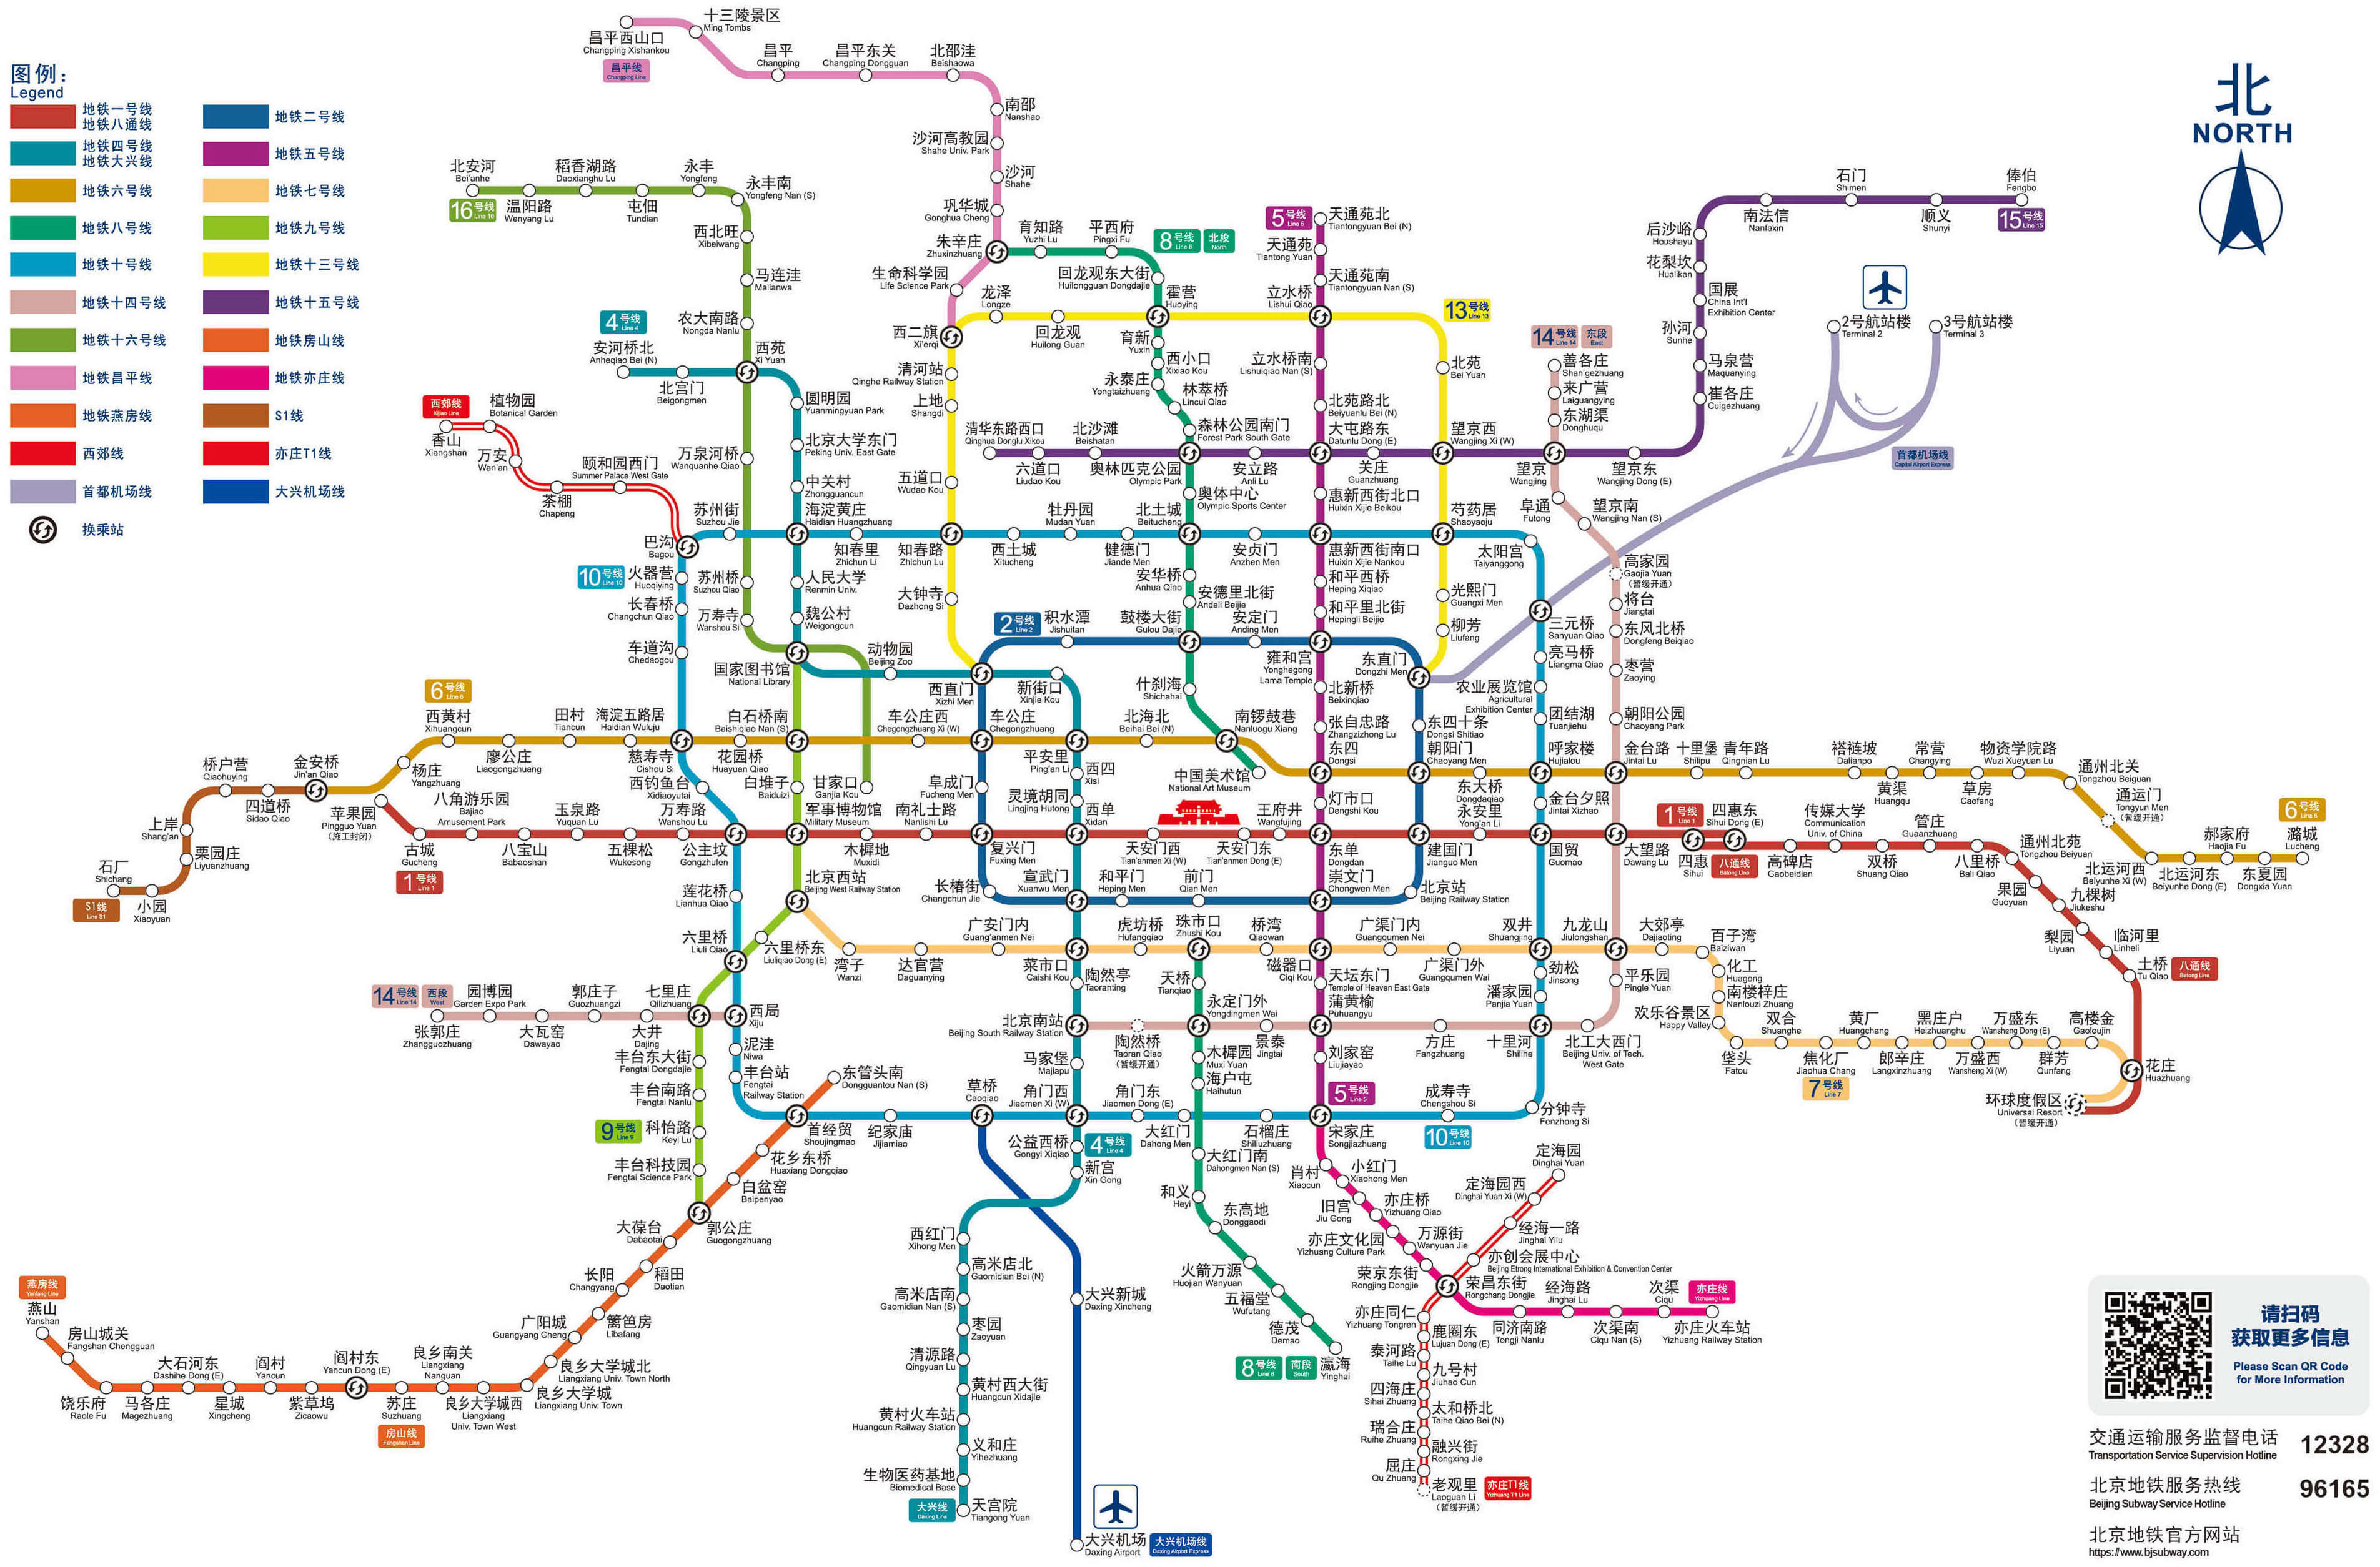 图例：
Legend
地铁一号线
地铁八通线
地铁二号线
地铁四号线
地铁大兴线
地铁五号线
地铁六号线
地铁七号线
地铁八号线
地铁九号线
地铁十号线
地铁十三号线
地铁十四号线
地铁十五号线
地铁十六号线
地铁房山线
地铁昌平线
地铁亦庄线
地铁燕房线
S1线
西郊线
亦庄T1线
首都机场线
大兴机场线
换乘站
北
NORTH
昌平西山口
Changping Xishankou
昌平线
Changping Line
十三陵景区
Ming Tombs
昌平
Changping
昌平东关
Changping Dongguan
北邵洼
Beishaowa
南邵
Nanshao
沙河高教园
Shahe Univ. Park
沙河
Shahe
巩华城
Gonghua Cheng
朱辛庄
Zhuxinzhuang
生命科学园
Life Science Park
西二旗
Xi'erqi
育知路
Yuzhi Lu
平西府
Pingxi Fu
8号线
Line 8
北段
North
回龙观东大街
Huilongguan Dongdajie
霍营
Huoying
育新
Yuxin
西小口
Xixiao Kou
永泰庄
Yongtaizhuang
林萃桥
Lincui Qiao
森林公园南门
Forest Park South Gate
奥林匹克公园
Olympic Park
奥体中心
Olympic Sports Center
北土城
Beitucheng
安华桥
Anhua Qiao
安德里北街
Andeli Beijie
鼓楼大街
Gulou Dajie
什刹海
Shichahai
南锣鼓巷
Nanluogu Xiang
中国美术馆
National Art Museum
北安河
Bei'anhe
16号线
Line 16
温阳路
Wenyang Lu
稻香湖路
Daoxianghu Lu
屯佃
Tundian
永丰
Yongfeng
永丰南
Yongfeng Nan (S)
西北旺
Xibeiwang
马连洼
Malianwa
农大南路
Nongda Nanlu
西苑
Xi Yuan
万泉河桥
Wanquanhe Qiao
苏州街
Suzhou Jie
苏州桥
Suzhou Qiao
万寿寺
Wanshou Si
国家图书馆
National Library
甘家口
Ganjia Kou
4号线
Line 4
安河桥北
Anheqiao Bei (N)
北宫门
Beigongmen
圆明园
Yuanmingyuan Park
北京大学东门
Peking Univ. East Gate
中关村
Zhongguancun
海淀黄庄
Haidian Huangzhuang
人民大学
Renmin Univ.
魏公村
Weigongcun
动物园
Beijing Zoo
西直门
Xizhi Men
新街口
Xinjie Kou
平安里
Ping'an Li
西四
Xisi
灵境胡同
Lingjing Hutong
西单
Xidan
宣武门
Xuanwu Men
菜市口
Caishi Kou
陶然亭
Taoranting
北京南站
Beijing South Railway Station
马家堡
Majiapu
角门西
Jiaomen Xi (W)
公益西桥
Gongyi Xiqiao
4号线
Line 4
新宫
Xin Gong
西红门
Xihong Men
高米店北
Gaomidian Bei (N)
高米店南
Gaomidian Nan (S)
枣园
Zaoyuan
清源路
Qingyuan Lu
黄村西大街
Huangcun Xidajie
黄村火车站
Huangcun Railway Station
义和庄
Yihezhuang
生物医药基地
Biomedical Base
大兴线
Daxing Line
天宫院
Tiangong Yuan
西郊线
Xijiao Line
香山
Xiangshan
植物园
Botanical Garden
万安
Wan'an
茶棚
Chapeng
颐和园西门
Summer Palace West Gate
巴沟
Bagou
龙泽
Longze
回龙观
Huilong Guan
立水桥
Lishui Qiao
13号线
Line 13
北苑
Bei Yuan
望京西
Wangjing Xi (W)
芍药居
Shaoyaoju
光熙门
Guangxi Men
柳芳
Liufang
东直门
Dongzhi Men
清河站
Qinghe Railway Station
上地
Shangdi
五道口
Wudao Kou
知春路
Zhichun Lu
大钟寺
Dazhong Si
5号线
Line 5
天通苑北
Tiantongyuan Bei (N)
天通苑
Tiantong Yuan
天通苑南
Tiantongyuan Nan (S)
立水桥南
Lishuiqiao Nan (S)
北苑路北
Beiyuanlu Bei (N)
大屯路东
Datunlu Dong (E)
惠新西街北口
Huixin Xijie Beikou
惠新西街南口
Huixin Xijie Nankou
和平西桥
Heping Xiqiao
和平里北街
Hepingli Beijie
雍和宫
Yonghegong
Lama Temple
北新桥
Beixinqiao
张自忠路
Zhangzizhong Lu
东四
Dongsi
灯市口
Dengshi Kou
东单
Dongdan
崇文门
Chongwen Men
磁器口
Ciqi Kou
天坛东门
Temple of Heaven East Gate
蒲黄榆
Puhuangyu
刘家窑
Liujiayao
5号线
Line 5
宋家庄
Songjiazhuang
清华东路西口
Qinghua Donglu Xikou
六道口
Liudao Kou
北沙滩
Beishatan
安立路
Anli Lu
关庄
Guanzhuang
望京
Wangjing
望京东
Wangjing Dong (E)
崔各庄
Cuigezhuang
马泉营
Maquanying
孙河
Sunhe
国展
China Int'l
Exhibition Center
花梨坎
Hualikan
后沙峪
Houshayu
南法信
Nanfaxin
石门
Shimen
顺义
Shunyi
俸伯
Fengbo
15号线
Line 15
2号航站楼
Terminal 2
3号航站楼
Terminal 3
首都机场线
Capital Airport Express
14号线
Line 14
东段
East
善各庄
Shan'gezhuang
来广营
Laiguangying
东湖渠
Donghuqu
阜通
Futong
望京南
Wangjing Nan (S)
高家园
Gaojia Yuan
（暂缓开通）
将台
Jiangtai
东风北桥
Dongfeng Beiqiao
枣营
Zaoying
朝阳公园
Chaoyang Park
金台路
Jintai Lu
大望路
Dawang Lu
九龙山
Jiulongshan
平乐园
Pingle Yuan
北工大西门
Beijing Univ. of Tech.
West Gate
10号线
Line 10
火器营
Huoqiying
长春桥
Changchun Qiao
车道沟
Chedaogou
慈寿寺
Cishou Si
西钓鱼台
Xidiaoyutai
公主坟
Gongzhufen
莲花桥
Lianhua Qiao
六里桥
Liuli Qiao
西局
Xiju
泥洼
Niwa
丰台站
Fengtai
Railway Station
首经贸
Shoujingmao
纪家庙
Jijiamiao
草桥
Caoqiao
角门东
Jiaomen Dong (E)
大红门
Dahong Men
石榴庄
Shiliuzhuang
成寿寺
Chengshou Si
10号线
Line 10
分钟寺
Fenzhong Si
十里河
Shilihe
潘家园
Panjia Yuan
劲松
Jinsong
双井
Shuangjing
国贸
Guomao
金台夕照
Jintai Xizhao
呼家楼
Hujialou
团结湖
Tuanjiehu
农业展览馆
Agricultural
Exhibition Center
亮马桥
Liangma Qiao
三元桥
Sanyuan Qiao
太阳宫
Taiyanggong
安贞门
Anzhen Men
健德门
Jiande Men
牡丹园
Mudan Yuan
西土城
Xitucheng
知春里
Zhichun Li
2号线
Line 2
积水潭
Jishuitan
安定门
Anding Men
东四十条
Dongsi Shitiao
朝阳门
Chaoyang Men
建国门
Jianguo Men
北京站
Beijing Railway Station
前门
Qian Men
和平门
Heping Men
长椿街
Changchun Jie
复兴门
Fuxing Men
阜成门
Fucheng Men
车公庄
Chegongzhuang
6号线
Line 6
金安桥
Jin'an Qiao
杨庄
Yangzhuang
西黄村
Xihuangcun
廖公庄
Liaogongzhuang
田村
Tiancun
海淀五路居
Haidian Wuluju
花园桥
Huayuan Qiao
白石桥南
Baishiqiao Nan (S)
车公庄西
Chegongzhuang Xi (W)
北海北
Beihai Bei (N)
东大桥
Dongdaqiao
十里堡
Shilipu
青年路
Qingnian Lu
褡裢坡
Dalianpo
黄渠
Huangqu
常营
Changying
草房
Caofang
物资学院路
Wuzi Xueyuan Lu
通州北关
Tongzhou Beiguan
通运门
Tongyun Men
（暂缓开通）
北运河西
Beiyunhe Xi (W)
北运河东
Beiyunhe Dong (E)
郝家府
Haojia Fu
东夏园
Dongxia Yuan
潞城
Lucheng
6号线
Line 6
S1线
Line S1
石厂
Shichang
小园
Xiaoyuan
栗园庄
Liyuanzhuang
上岸
Shang'an
桥户营
Qiaohuying
四道桥
Sidao Qiao
苹果园
Pingguo Yuan
（施工封闭）
古城
Gucheng
1号线
Line 1
八角游乐园
Bajiao
Amusement Park
八宝山
Babaoshan
玉泉路
Yuquan Lu
五棵松
Wukesong
万寿路
Wanshou Lu
军事博物馆
Military Museum
木樨地
Muxidi
南礼士路
Nanlishi Lu
天安门西
Tian'anmen Xi (W)
天安门东
Tian'anmen Dong (E)
王府井
Wangfujing
永安里
Yong'an Li
1号线
Line 1
四惠
Sihui
四惠东
Sihui Dong (E)
八通线
Batong Line
高碑店
Gaobeidian
传媒大学
Communication
Univ. of China
双桥
Shuang Qiao
管庄
Guaanzhuang
八里桥
Bali Qiao
通州北苑
Tongzhou Beiyuan
果园
Guoyuan
九棵树
Jiukeshu
梨园
Liyuan
临河里
Linheli
土桥
Tu Qiao
八通线
Batong Line
花庄
Huazhuang
环球度假区
Universal Resort
（暂缓开通）
白堆子
Baiduizi
北京西站
Beijing West Railway Station
六里桥东
Liuliqiao Dong (E)
七里庄
Qilizhuang
丰台东大街
Fengtai Dongdajie
丰台南路
Fengtai Nanlu
9号线
Line 9
科怡路
Keyi Lu
丰台科技园
Fengtai Science Park
郭公庄
Guogongzhuang
湾子
Wanzi
达官营
Daguanying
广安门内
Guang'anmen Nei
虎坊桥
Hufangqiao
珠市口
Zhushi Kou
桥湾
Qiaowan
广渠门内
Guangqumen Nei
广渠门外
Guangqumen Wai
大郊亭
Dajiaoting
百子湾
Baiziwan
化工
Huagong
南楼梓庄
Nanlouzi Zhuang
欢乐谷景区
Happy Valley
垡头
Fatou
双合
Shuanghe
焦化厂
Jiaohua Chang
7号线
Line 7
黄厂
Huangchang
郎辛庄
Langxinzhuang
黑庄户
Heizhuanghu
万盛西
Wansheng Xi (W)
万盛东
Wansheng Dong (E)
群芳
Qunfang
高楼金
Gaoloujin
14号线
Line 14
西段
West
张郭庄
Zhangguozhuang
园博园
Garden Expo Park
大瓦窑
Dawayao
郭庄子
Guozhuangzi
大井
Dajing
陶然桥
Taoran Qiao
（暂缓开通）
永定门外
Yongdingmen Wai
景泰
Jingtai
方庄
Fangzhuang
天桥
Tianqiao
木樨园
Muxi Yuan
海户屯
Haihutun
大红门南
Dahongmen Nan (S)
和义
Heyi
东高地
Donggaodi
火箭万源
Huojian Wanyuan
五福堂
Wufutang
德茂
Demao
8号线
Line 8
南段
South
瀛海
Yinghai
东管头南
Dongguantou Nan (S)
花乡东桥
Huaxiang Dongqiao
白盆窑
Baipenyao
大葆台
Dabaotai
稻田
Daotian
长阳
Changyang
篱笆房
Libafang
广阳城
Guangyang Cheng
良乡大学城北
Liangxiang Univ. Town North
良乡大学城
Liangxiang Univ. Town
良乡大学城西
Liangxiang
Univ. Town West
良乡南关
Liangxiang
Nanguan
苏庄
Suzhuang
房山线
Fangshan Line
阎村东
Yancun Dong (E)
紫草坞
Zicaowu
阎村
Yancun
星城
Xingcheng
大石河东
Dashihe Dong (E)
马各庄
Magezhuang
饶乐府
Raole Fu
房山城关
Fangshan Chengguan
燕山
Yanshan
燕房线
Yanfang Line
大兴新城
Daxing Xincheng
大兴机场
Daxing Airport
大兴机场线
Daxing Airport Express
肖村
Xiaocun
小红门
Xiaohong Men
旧宫
Jiu Gong
亦庄桥
Yizhuang Qiao
亦庄文化园
Yizhuang Culture Park
万源街
Wanyuan Jie
荣京东街
Rongjing Dongjie
荣昌东街
Rongchang Dongjie
同济南路
Tongji Nanlu
经海路
Jinghai Lu
次渠南
Ciqu Nan (S)
次渠
Ciqu
亦庄线
Yizhuang Line
亦庄火车站
Yizhuang Railway Station
定海园
Dinghai Yuan
定海园西
Dinghai Yuan Xi (W)
经海一路
Jinghai Yilu
亦创会展中心
Beijing Etrong International Exhibition & Convention Center
亦庄同仁
Yizhuang Tongren
鹿圈东
Lujuan Dong (E)
泰河路
Taihe Lu
九号村
Jiuhao Cun
四海庄
Sihai Zhuang
太和桥北
Taihe Qiao Bei (N)
瑞合庄
Ruihe Zhuang
融兴街
Rongxing Jie
屈庄
Qu Zhuang
老观里
Laoguan Li
（暂缓开通）
亦庄T1线
Yizhuang T1 Line
请扫码
获取更多信息
Please Scan QR Code
for More Information
交通运输服务监督电话 12328
Transportation Service Supervision Hotline
北京地铁服务热线 96165
Beijing Subway Service Hotline
北京地铁官方网站
https://www.bjsubway.com